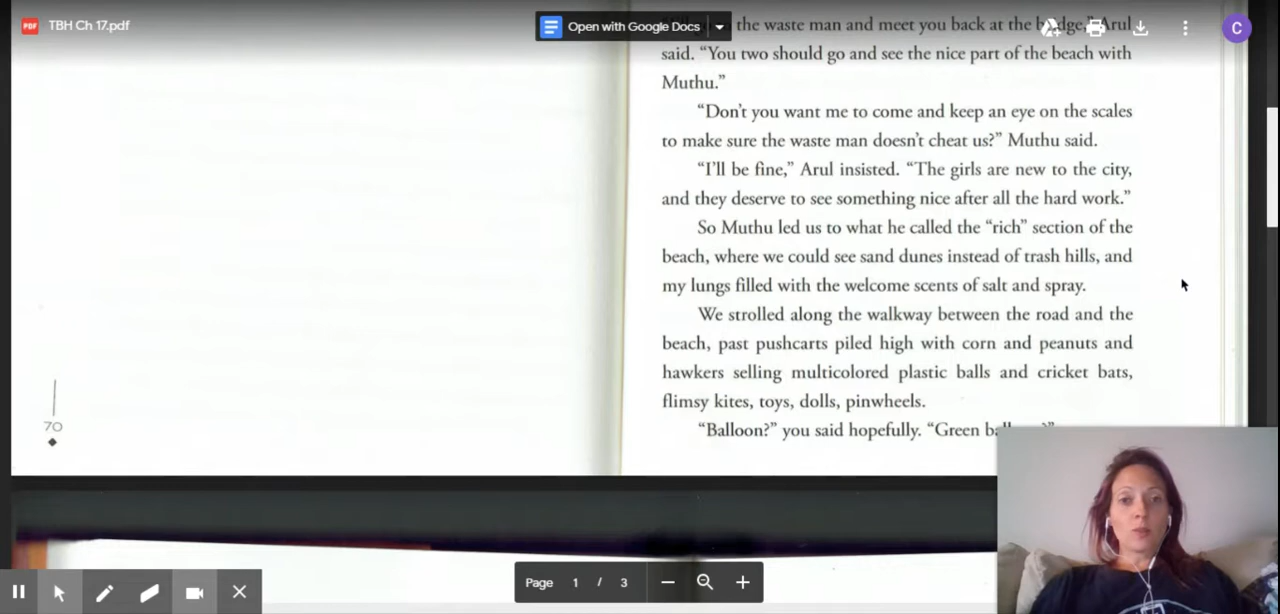 TBH Ch 17.pdf
Open with Google Docs
C
the waste man and meet you back at the Arul
said. “You two should go and see the nice part of the beach with
Muthu.”
“Don’t you want me to come and keep an eye on the scales
to make sure the waste man doesn’t cheat us?” Muthu said.
“I’ll be fine,” Arul insisted. “The girls are new to the city,
and they deserve to see something nice after all the hard work.”
So Muthu led us to what he called the “rich” section of the
beach, where we could see sand dunes instead of trash hills, and
my lungs filled with the welcome scents of salt and spray.
We strolled along the walkway between the road and the
beach, past pushcarts piled high with corn and peanuts and
hawkers selling multicolored plastic balls and cricket bats,
flimsy kites, toys, dolls, pinwheels.
“Balloon?” you said hopefully. “Green
70
Page 1 / 3